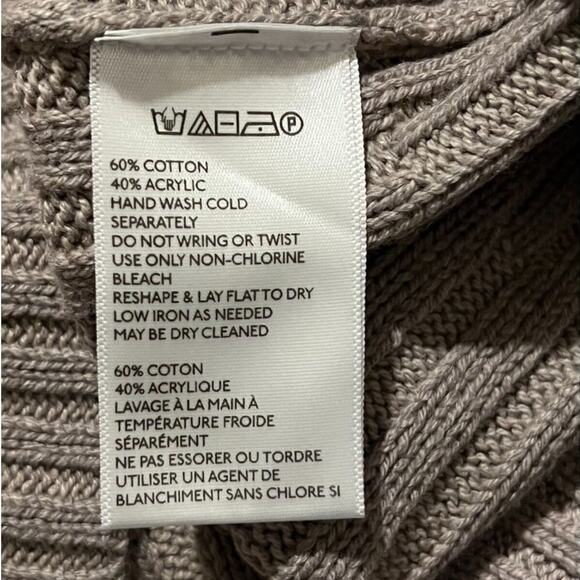 P
60% COTTON
40% ACRYLIC
HAND WASH COLD
SEPARATELY
DO NOT WRING OR TWIST
USE ONLY NON-CHLORINE
BLEACH
RESHAPE & LAY FLAT TO DRY
LOW IRON AS NEEDED
MAY BE DRY CLEANED
60% COTON
40% ACRYLIQUE
LAVAGE À LA MAIN À
TEMPÉRATURE FROIDE
SÉPARÉMENT
NE PAS ESSORER OU TORDRE
UTILISER UN AGENT DE
BLANCHIMENT SANS CHLORE SI